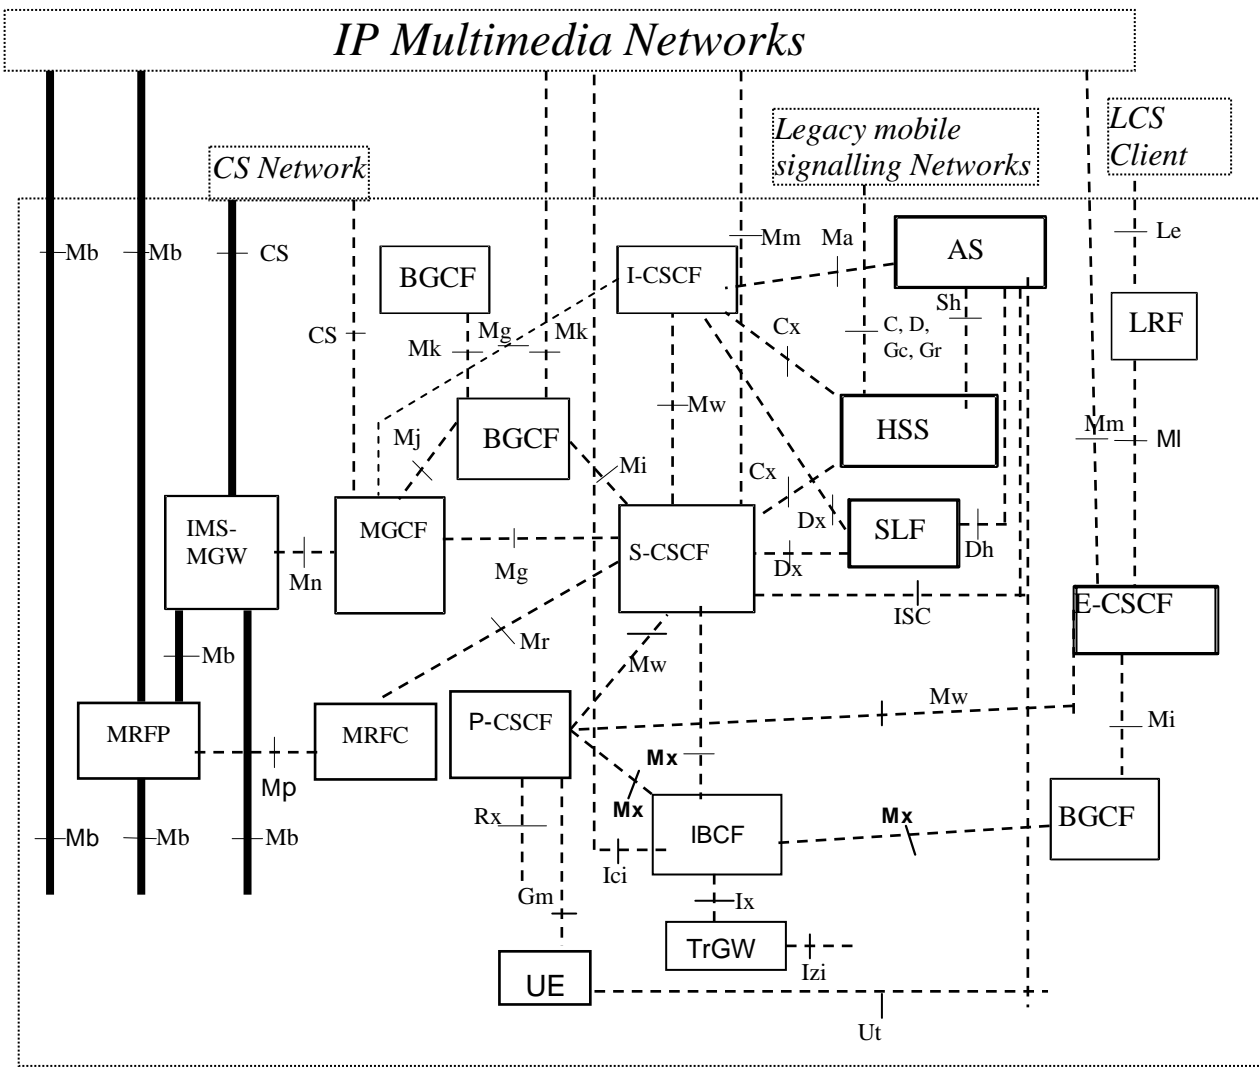 IP Multimedia Networks
Legacy mobile
signalling Networks
LCS
Client
CS Network
Mb
Mb
CS
BGCF
I-CSCF
Mm
Ma
AS
Le
Sh
CS
Mk
Mg
Mk
Cx
C, D,
Gc, Gr
LRF
Mw
Mj
BGCF
Mi
HSS
Mm
Ml
Cx
IMS-
MGW
MGCF
S-CSCF
Dx
SLF
Dh
Mn
Mg
Dx
ISC
E-CSCF
Mb
Mr
Mw
Mw
MRFP
MRFC
P-CSCF
Mi
Mp
Mx
Mx
Mx
Rx
BGCF
Mb
Mb
Mb
IBCF
Ici
Gm
Ix
TrGW
Izi
UE
Ut